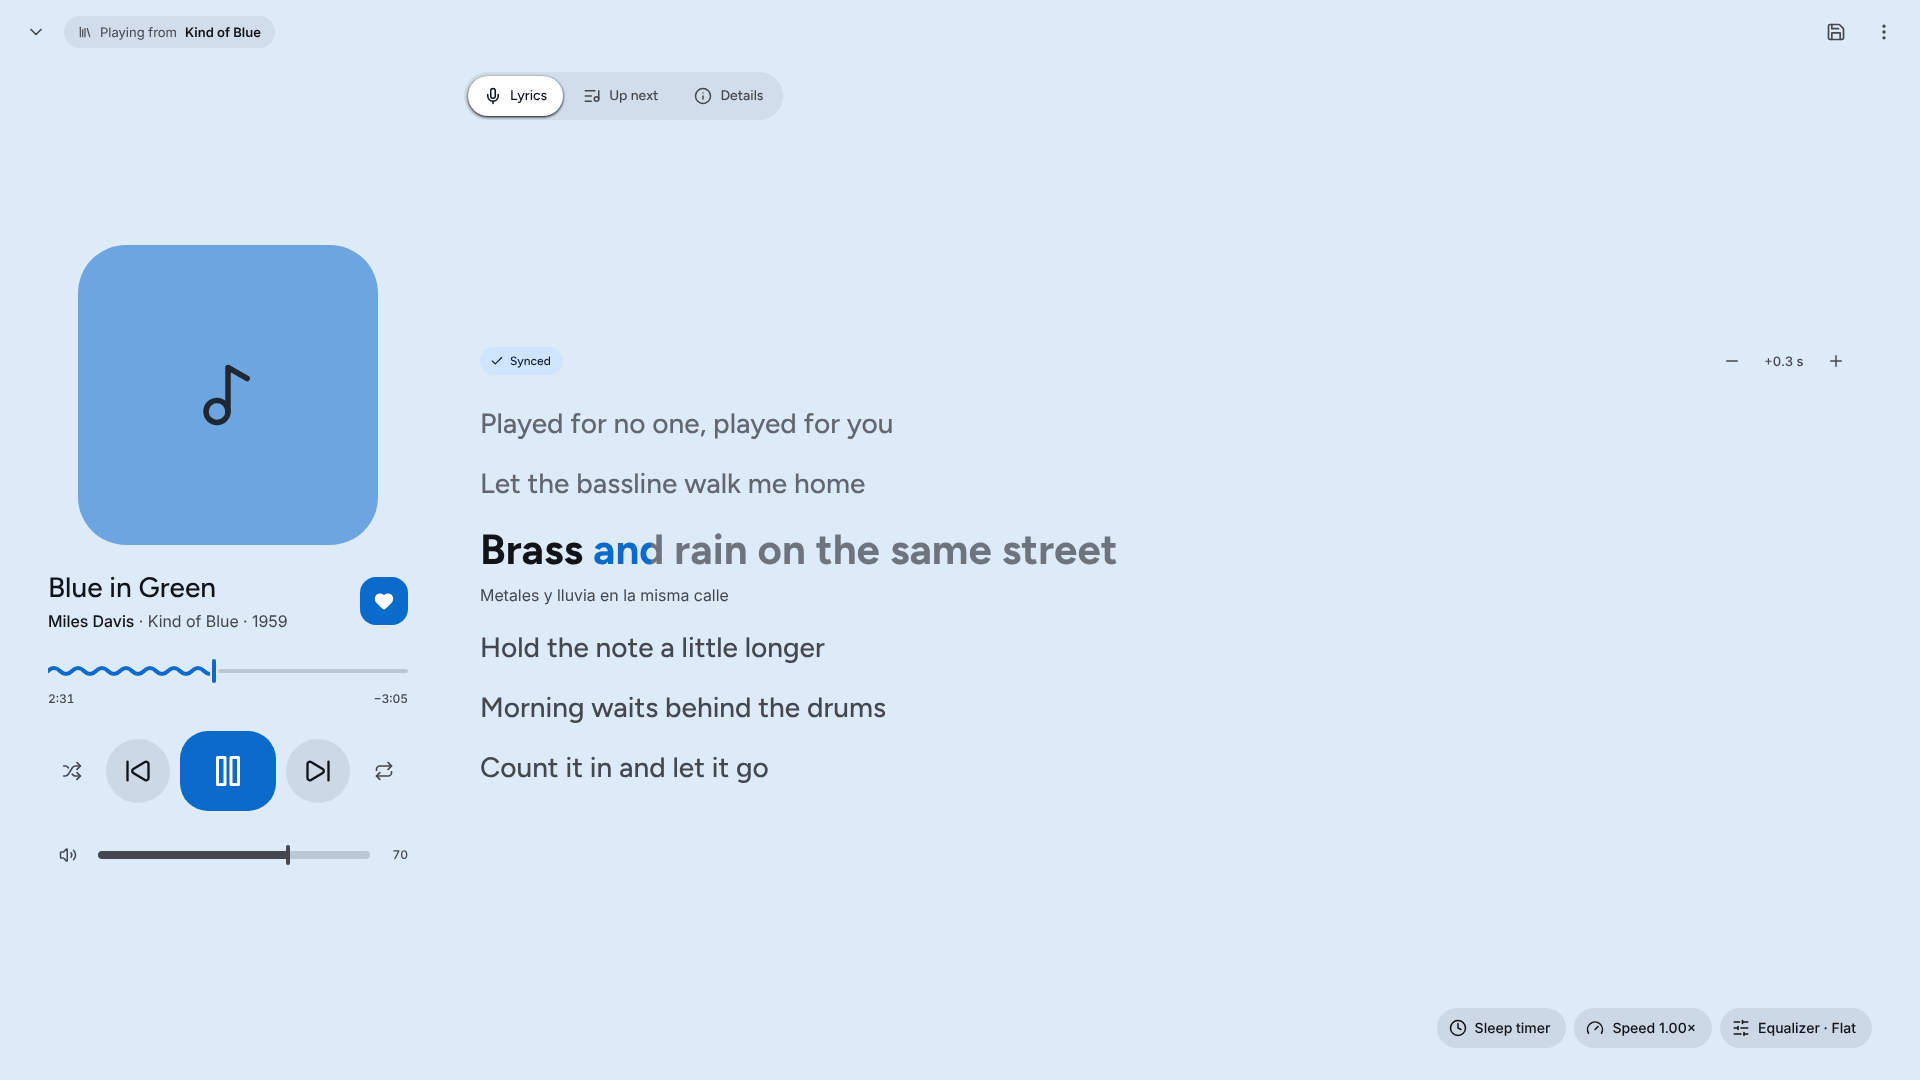 Playing from Kind of Blue
Lyrics
Up next
Details
Blue in Green
Miles Davis · Kind of Blue · 1959
2:31
−3:05
70
Synced
+0.3 s
Played for no one, played for you
Let the bassline walk me home
Brass and rain on the same street
Metales y lluvia en la misma calle
Hold the note a little longer
Morning waits behind the drums
Count it in and let it go
Sleep timer
Speed 1.00×
Equalizer · Flat